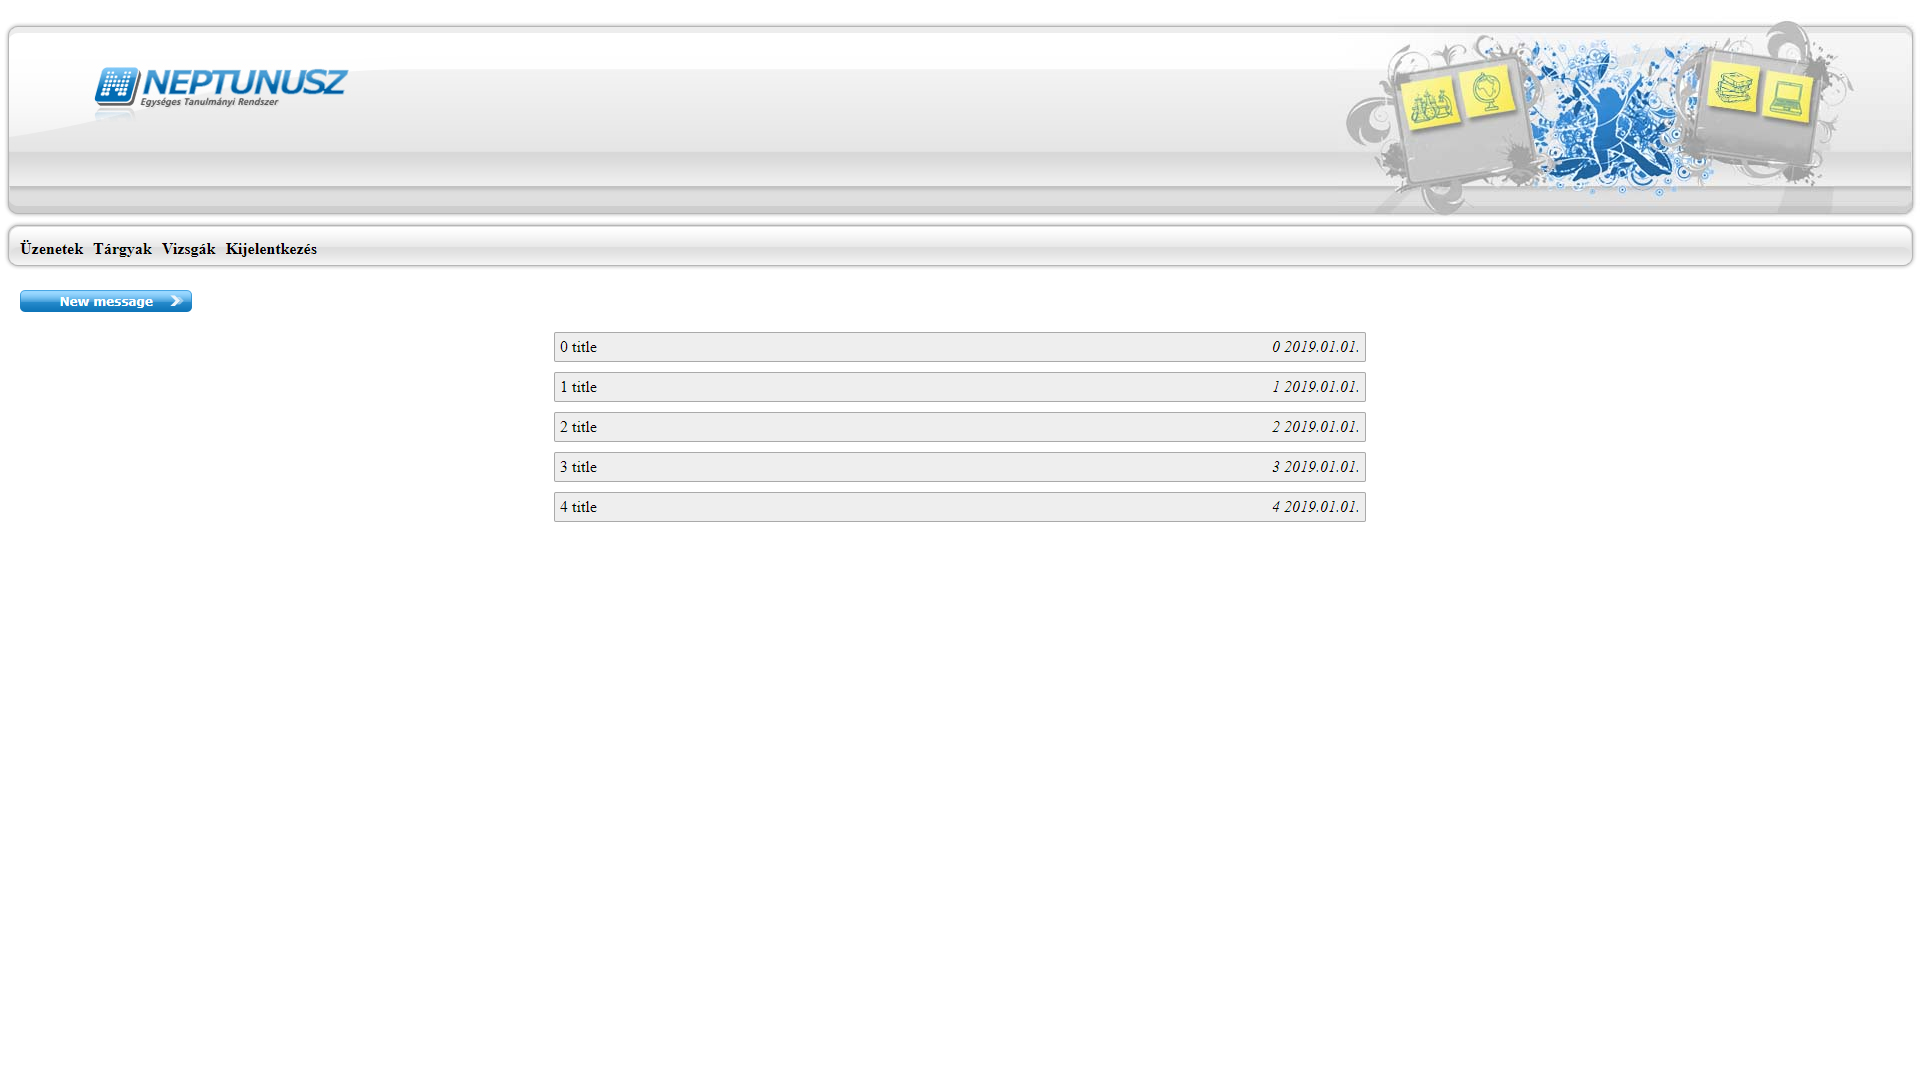 NEPTUNUSZ
Egységes Tanulmányi Rendszer
Üzenetek Tárgyak Vizsgák Kijelentkezés
New message
0 title 0 2019.01.01.
1 title 1 2019.01.01.
2 title 2 2019.01.01.
3 title 3 2019.01.01.
4 title 4 2019.01.01.